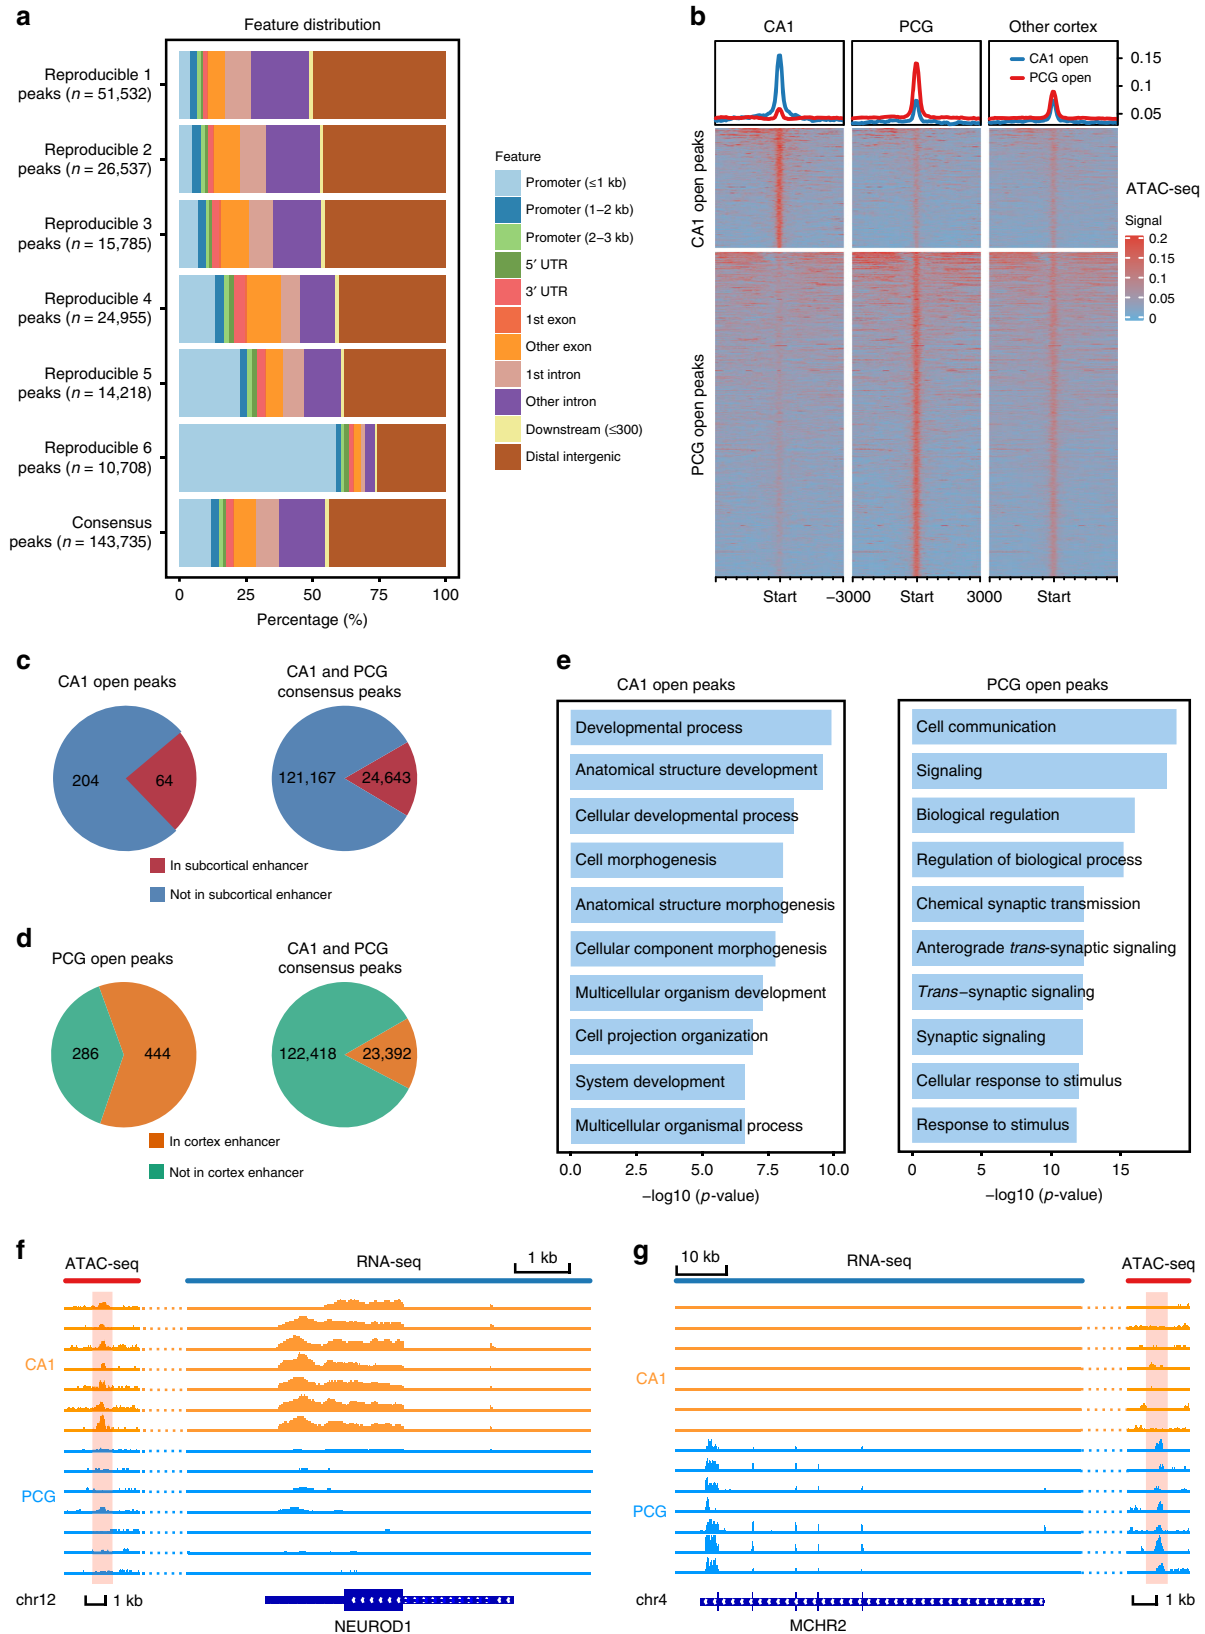 a
Feature distribution
Reproducible 1
peaks (n = 51,532)
Reproducible 2
peaks (n = 26,537)
Reproducible 3
peaks (n = 15,785)
Reproducible 4
peaks (n = 24,955)
Reproducible 5
peaks (n = 14,218)
Reproducible 6
peaks (n = 10,708)
Consensus
peaks (n = 143,735)
0 25 50 75 100
Percentage (%)
Feature
Promoter (≤1 kb)
Promoter (1–2 kb)
Promoter (2–3 kb)
5′ UTR
3′ UTR
1st exon
Other exon
1st intron
Other intron
Downstream (≤300)
Distal intergenic
b
CA1 PCG Other cortex
CA1 open
PCG open
0.15
0.1
0.05
CA1 open peaks
PCG open peaks
Start −3000 Start 3000 Start
ATAC-seq
Signal
0.2
0.15
0.1
0.05
0
c
CA1 open peaks
204 64
CA1 and PCG
consensus peaks
121,167 24,643
In subcortical enhancer
Not in subcortical enhancer
d
PCG open peaks
286 444
CA1 and PCG
consensus peaks
122,418 23,392
In cortex enhancer
Not in cortex enhancer
e
CA1 open peaks
Developmental process
Anatomical structure development
Cellular developmental process
Cell morphogenesis
Anatomical structure morphogenesis
Cellular component morphogenesis
Multicellular organism development
Cell projection organization
System development
Multicellular organismal process
0.0 2.5 5.0 7.5 10.0
−log10 (p-value)
PCG open peaks
Cell communication
Signaling
Biological regulation
Regulation of biological process
Chemical synaptic transmission
Anterograde trans-synaptic signaling
Trans−synaptic signaling
Synaptic signaling
Cellular response to stimulus
Response to stimulus
0 5 10 15
−log10 (p-value)
f
ATAC-seq
RNA-seq
1 kb
CA1
PCG
chr12
1 kb
NEUROD1
g
10 kb
RNA-seq
ATAC-seq
CA1
PCG
chr4
MCHR2
1 kb